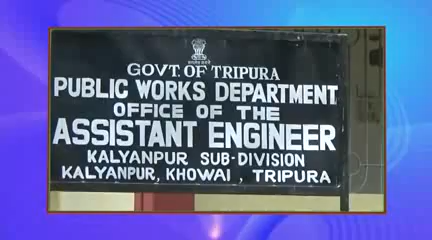 GOVT. OF TRIPURA
PUBLIC WORKS DEPARTMENT
OFFICE OF THE
ASSISTANT ENGINEER
KALYANPUR SUB-DIVISION
KALYANPUR, KHOWAI, TRIPURA